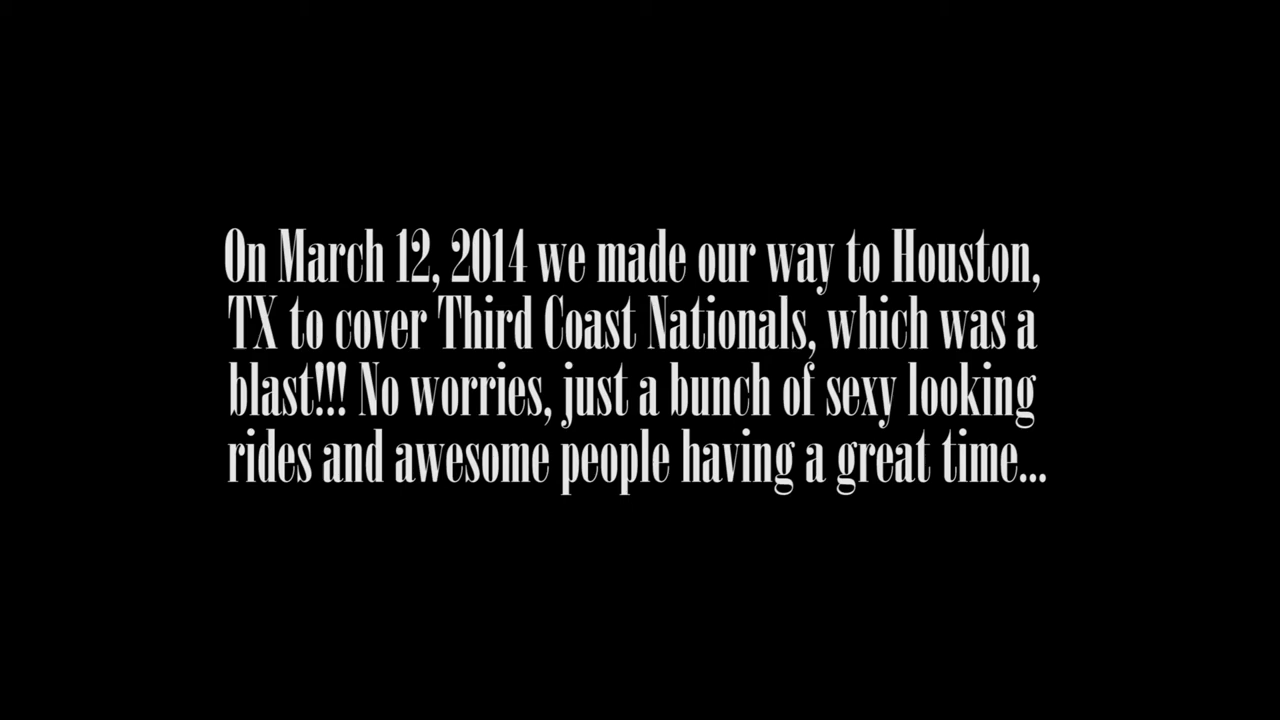 On March 12, 2014 we made our way to Houston,
TX to cover Third Coast Nationals, which was a
blast!!! No worries, just a bunch of sexy looking
rides and awesome people having a great time...